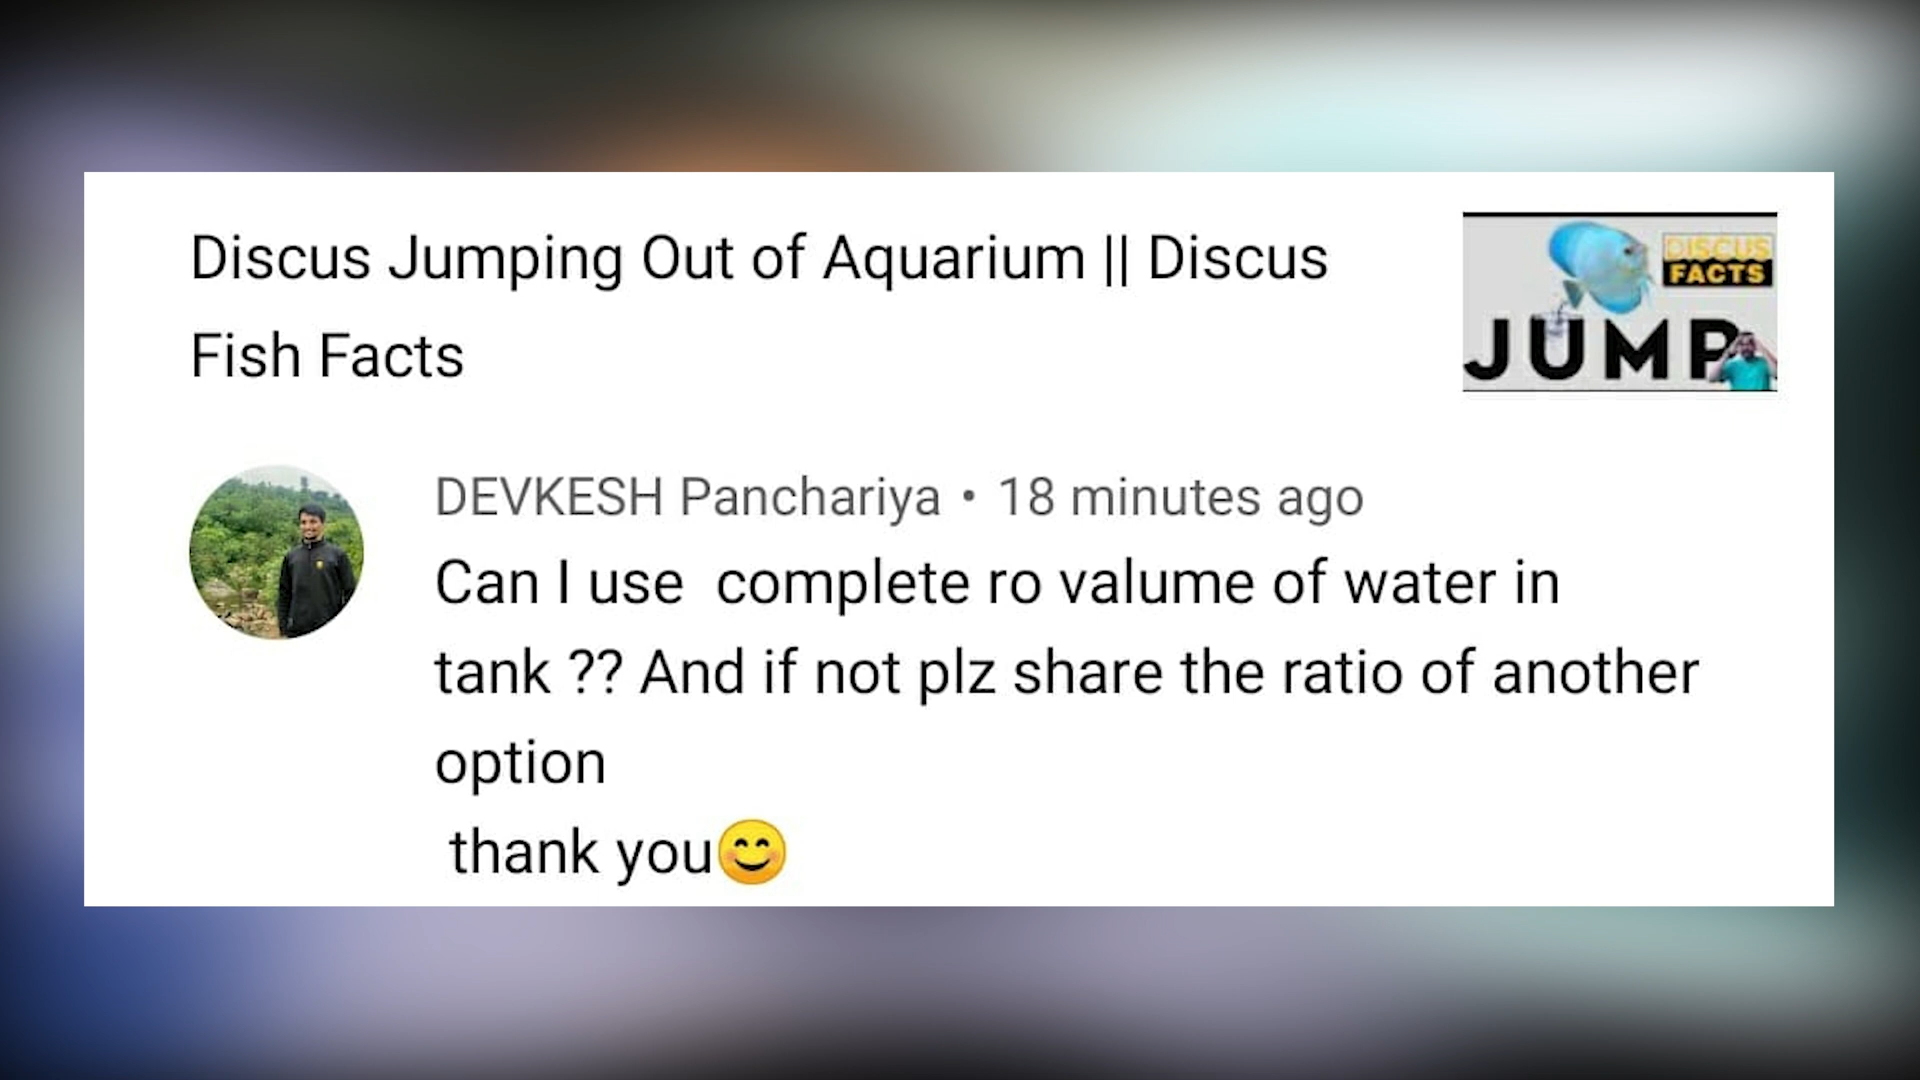 Discus Jumping Out of Aquarium || Discus
Fish Facts
DISCUS
FACTS
JUMP
DEVKESH Panchariya • 18 minutes ago
Can I use  complete ro valume of water in
tank ?? And if not plz share the ratio of another
option
thank you😊